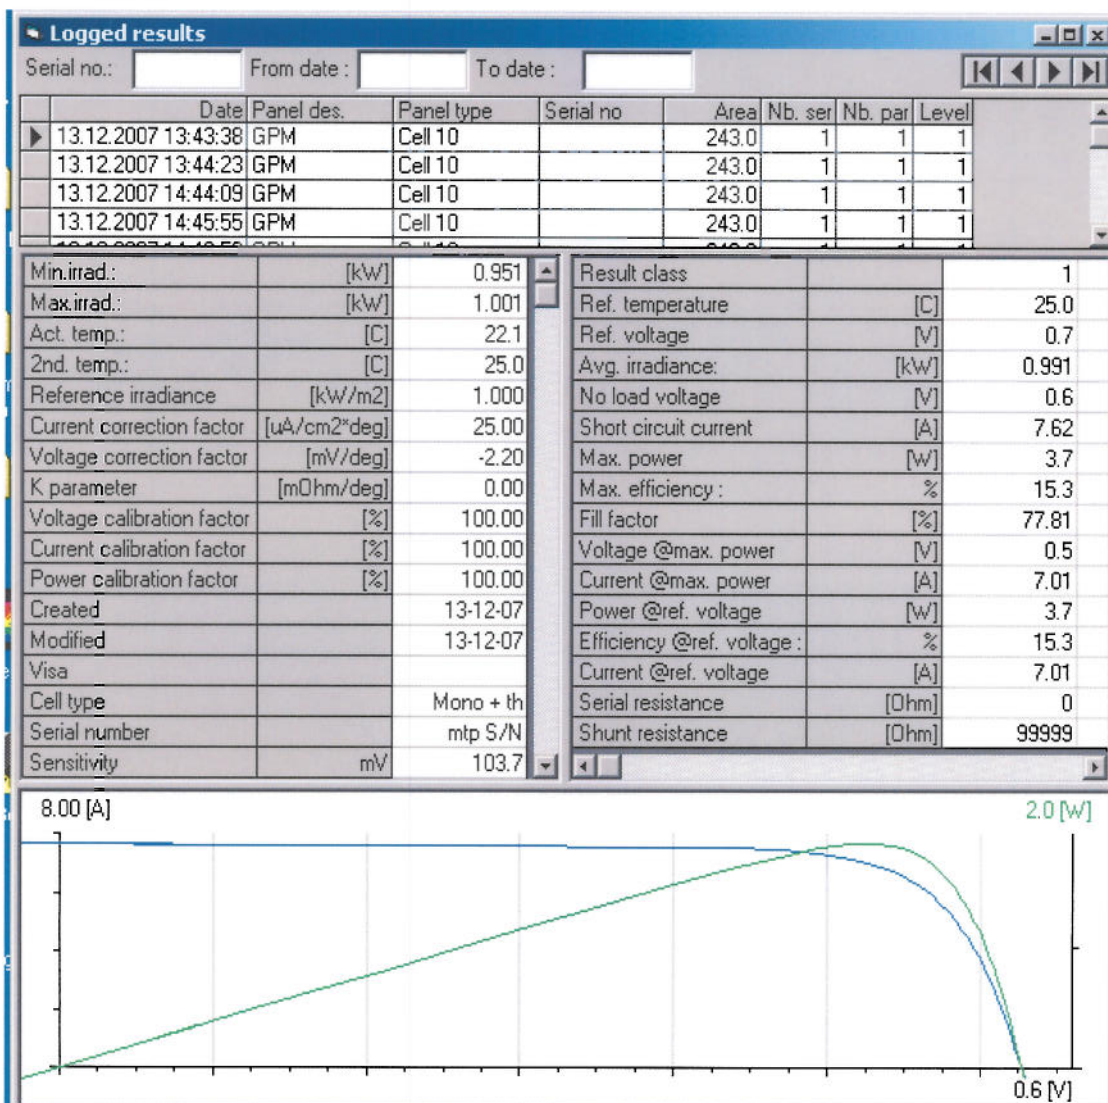 Logged results
Serial no.: From date : To date :
Date Panel des. Panel type Serial no Area Nb. ser Nb. par Level
13.12.2007 13:43:38 GPM Cell 10 243.0 1 1 1
13.12.2007 13:44:23 GPM Cell 10 243.0 1 1 1
13.12.2007 14:44:09 GPM Cell 10 243.0 1 1 1
13.12.2007 14:45:55 GPM Cell 10 243.0 1 1 1
Min.irrad.: [kW] 0.951
Max.irrad.: [kW] 1.001
Act. temp.: [C] 22.1
2nd. temp.: [C] 25.0
Reference irradiance [kW/m2] 1.000
Current correction factor [uA/cm2*deg] 25.00
Voltage correction factor [mV/deg] -2.20
K parameter [mOhm/deg] 0.00
Voltage calibration factor [%] 100.00
Current calibration factor [%] 100.00
Power calibration factor [%] 100.00
Created 13-12-07
Modified 13-12-07
Visa
Cell type Mono + th
Serial number mtp S/N
Sensitivity mV 103.7
Result class 1
Ref. temperature [C] 25.0
Ref. voltage [V] 0.7
Avg. irradiance: [kW] 0.991
No load voltage [V] 0.6
Short circuit current [A] 7.62
Max. power [W] 3.7
Max. efficiency : % 15.3
Fill factor [%] 77.81
Voltage @max. power [V] 0.5
Current @max. power [A] 7.01
Power @ref. voltage [W] 3.7
Efficiency @ref. voltage : % 15.3
Current @ref. voltage [A] 7.01
Serial resistance [Ohm] 0
Shunt resistance [Ohm] 99999
8.00 [A] 2.0 [W]
0.6 [V]